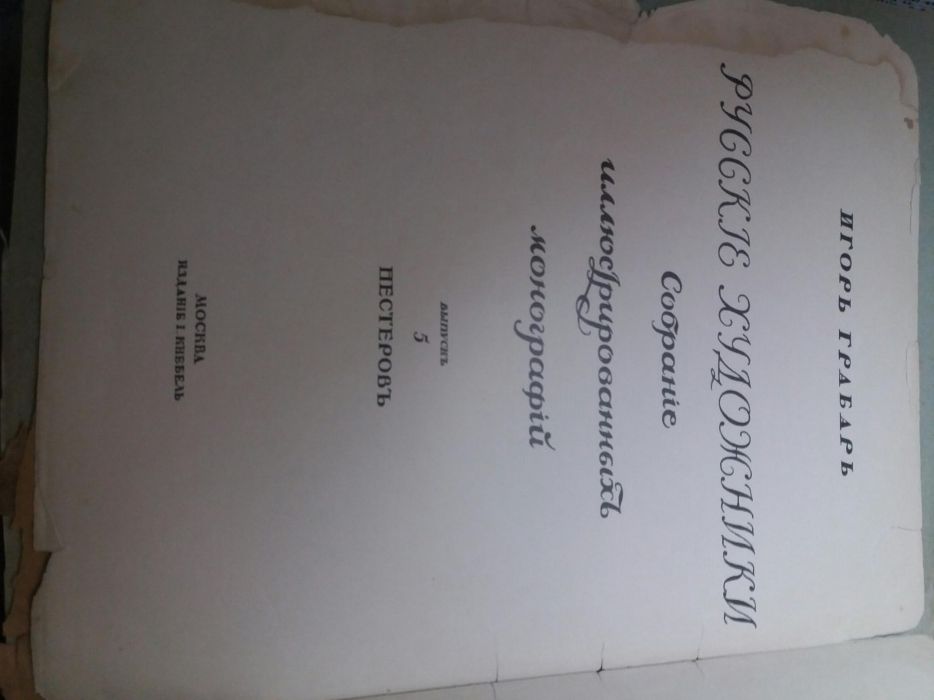 ИГОРЬ ГРАБАРЬ
РУССКІЕ ХУДОЖНИКИ
Собраніе
иллюстрированныхъ
монографій
ВЫПУСКЪ
5
НЕСТЕРОВЪ
МОСКВА
ИЗДАНІЕ І. КНЕБЕЛЬ